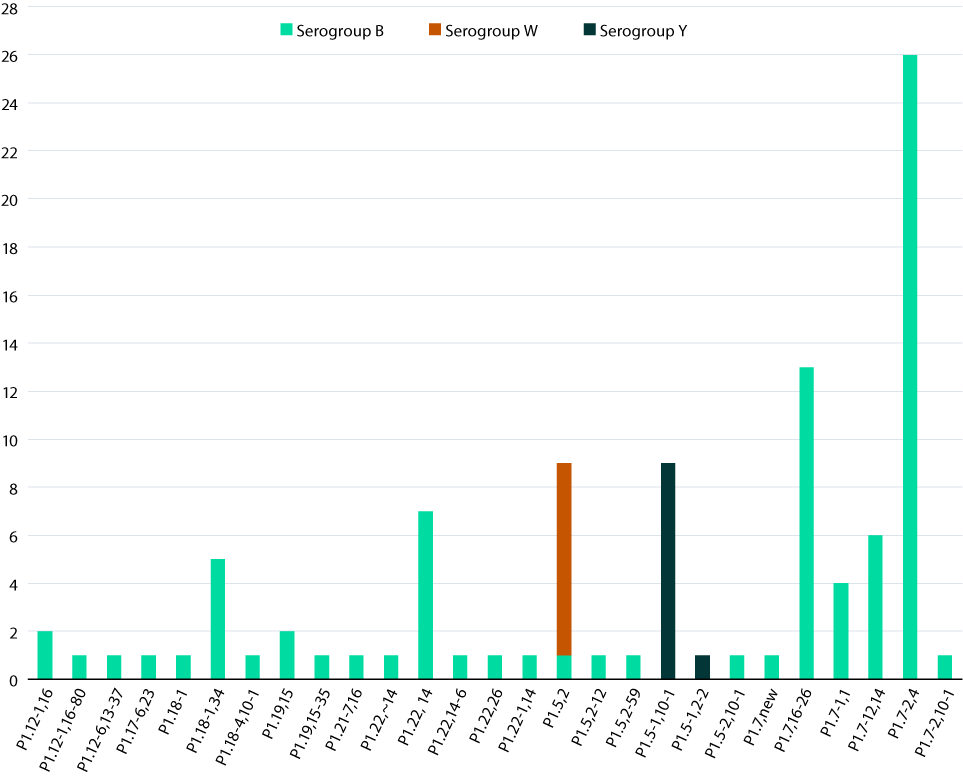 28
Serogroup B Serogroup W Serogroup Y
26
24
22
20
18
16
14
12
10
8
6
4
2
0
P1.12-1,16
P1.12-1,16-80
P1.12-6,13-37
P1.17-6,23
P1.18-1
P1.18-1,34
P1.18-4,10-1
P1.19,15
P1.19,15-35
P1.21-7,16
P1.22,~14
P1.22, 14
P1.22,14-6
P1.22,26
P1.22-1,14
P1.5,2
P1.5,2-12
P1.5,2-59
P1.5-1,10-1
P1.5-1,2-2
P1.5-2,10-1
P1.7,new
P1.7,16-26
P1.7-1,1
P1.7-12,14
P1.7-2,4
P1.7-2,10-1